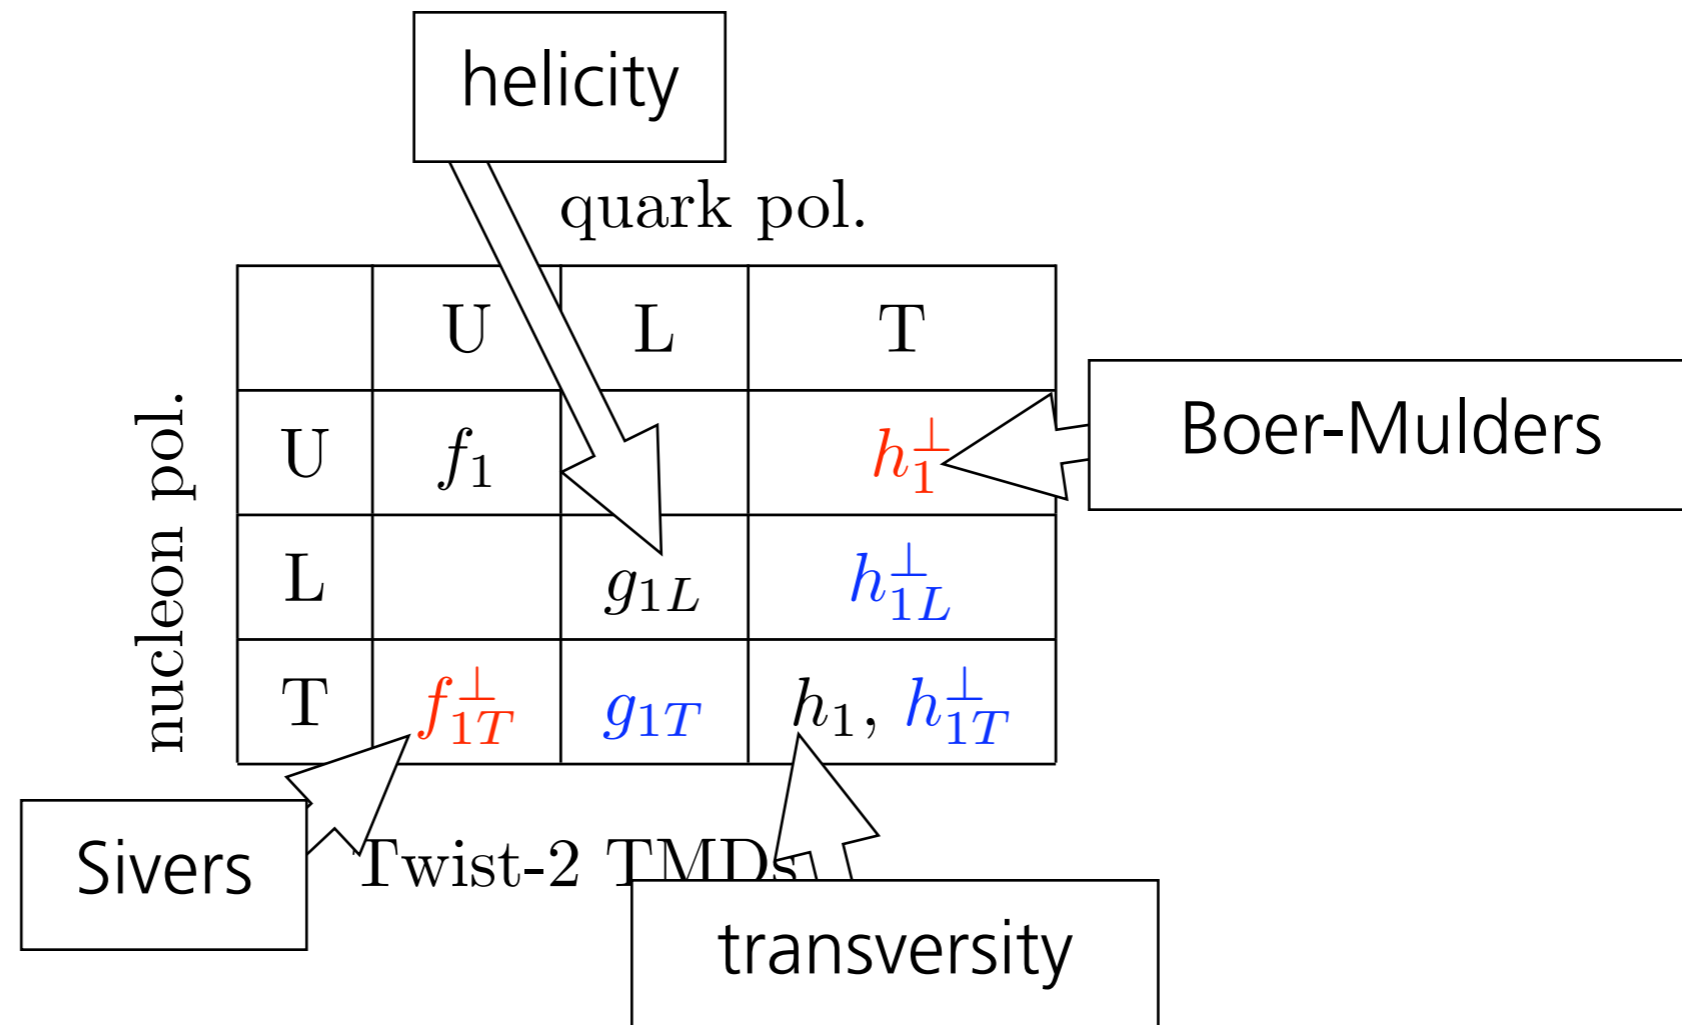 helicity
quark pol.
U L T
nucleon pol.
U f₁ h₁^⊥
Boer-Mulders
L g₁L h₁L^⊥
T f₁T^⊥ g₁T h₁, h₁T^⊥
Sivers
Twist-2 TMDs
transversity